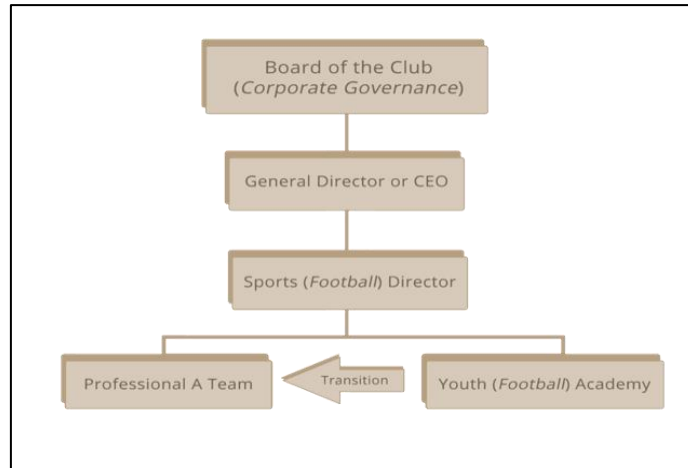 Board of the Club
(Corporate Governance)
General Director or CEO
Sports (Football) Director
Professional A Team
Transition
Youth (Football) Academy